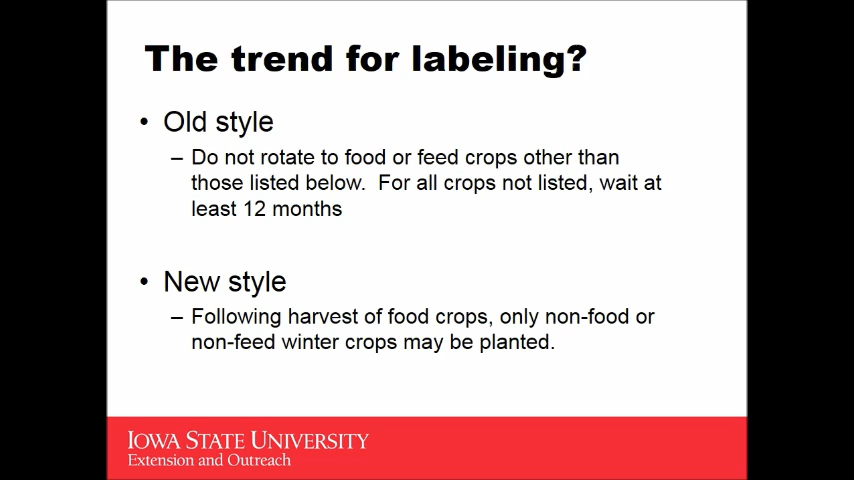 The trend for labeling?
• Old style
– Do not rotate to food or feed crops other than
those listed below.  For all crops not listed, wait at
least 12 months
• New style
– Following harvest of food crops, only non-food or
non-feed winter crops may be planted.
IOWA STATE UNIVERSITY
Extension and Outreach